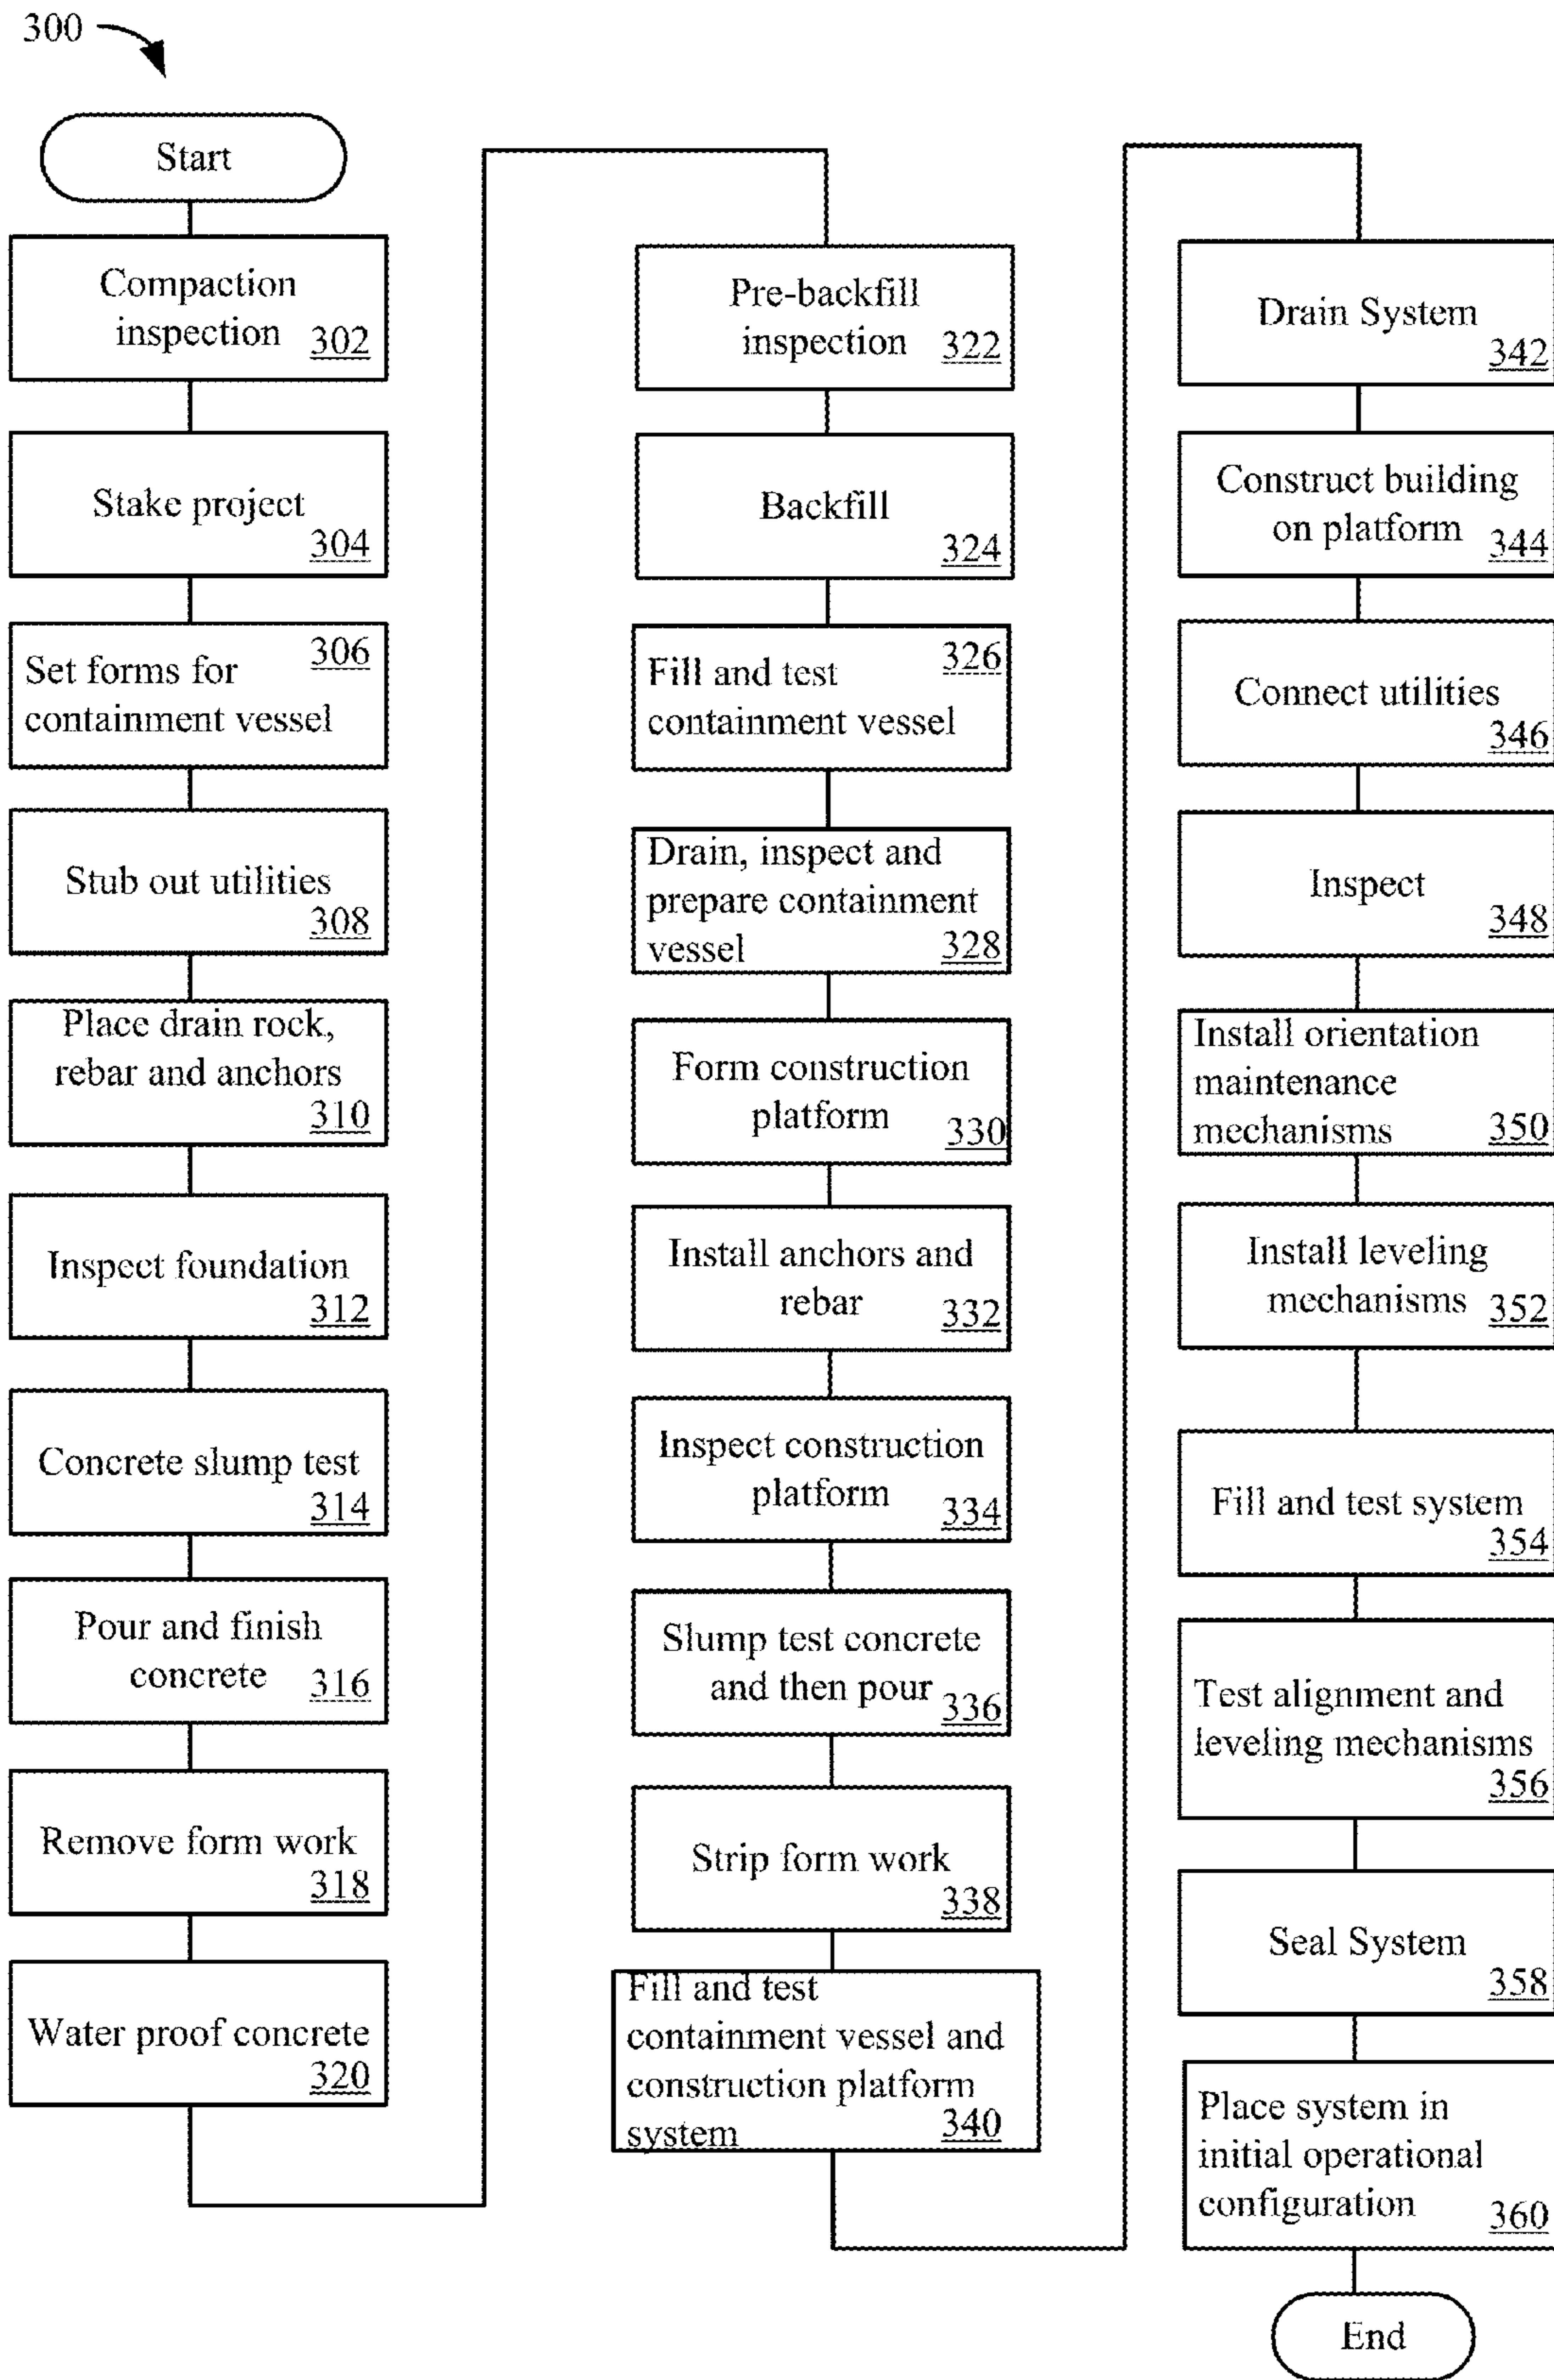 300
Start
Compaction
inspection 302
Stake project
304
306
Set forms for
containment vessel
Stub out utilities
308
Place drain rock,
rebar and anchors
310
Inspect foundation
312
Concrete slump test
314
Pour and finish
concrete 316
Remove form work
318
Water proof concrete
320
Pre-backfill
inspection 322
Backfill
324
326
Fill and test
containment vessel
Drain, inspect and
prepare containment
vessel 328
Form construction
platform 330
Install anchors and
rebar 332
Inspect construction
platform 334
Slump test concrete
and then pour 336
Strip form work
338
Fill and test
containment vessel and
construction platform
system 340
Drain System
342
Construct building
on platform 344
Connect utilities
346
Inspect
348
Install orientation
maintenance
mechanisms 350
Install leveling
mechanisms 352
Fill and test system
354
Test alignment and
leveling mechanisms
356
Seal System
358
Place system in
initial operational
configuration 360
End